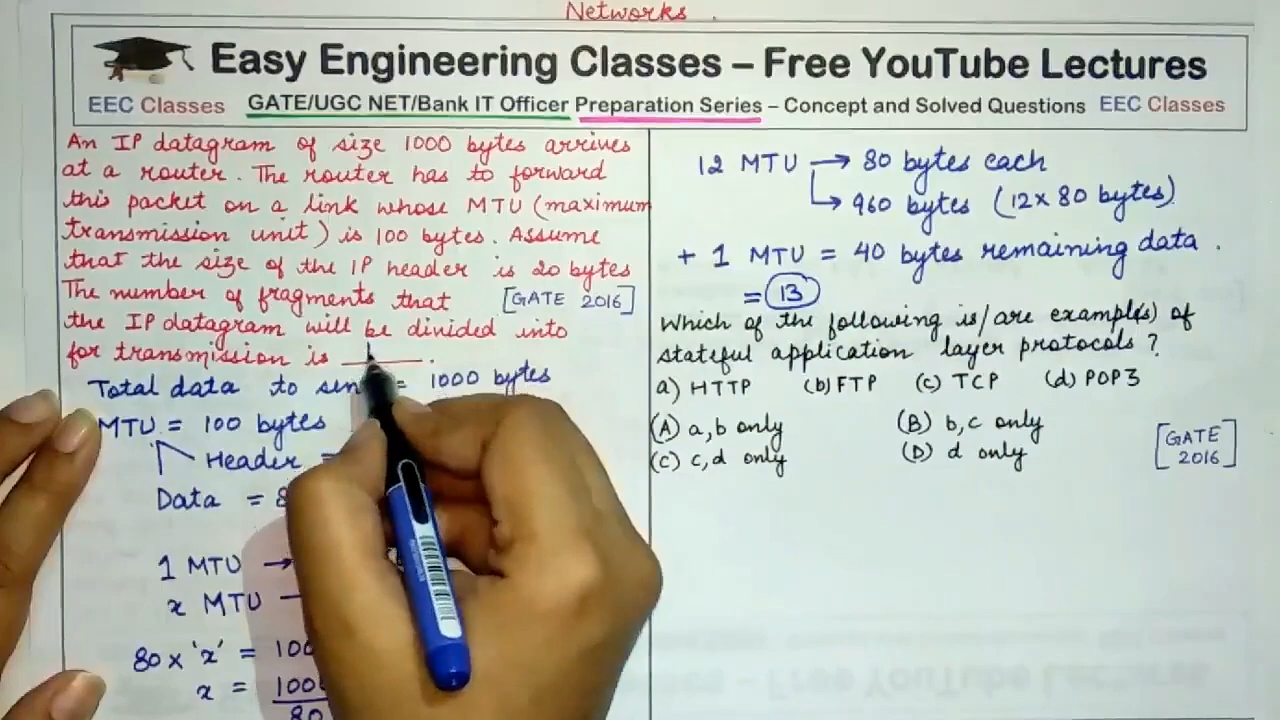 Networks.
Easy Engineering Classes – Free YouTube Lectures
EEC Classes GATE/UGC NET/Bank IT Officer Preparation Series – Concept and Solved Questions EEC Classes
An IP datagram of size 1000 bytes arrives
at a router. The router has to forward
this packet on a link whose MTU (maximum
transmission unit) is 100 bytes. Assume
that the size of the IP header is 20 bytes
The number of fragments that [GATE 2016]
the IP datagram will be divided into
for transmission is ______.
Total data to = 1000 bytes
MTU = 100 bytes
Header =
Data =
1 MTU →
x MTU
80 × 'x' =
x =
80
12 MTU → 80 bytes each
↳ 960 bytes (12 × 80 bytes)
+ 1 MTU = 40 bytes remaining data.
= 13
Which of the following is/are example(s) of
stateful application layer protocols?
a) HTTP (b) FTP (c) TCP (d) POP3
(A) a, b only (B) b, c only
(C) c, d only (D) d only
[GATE 2016]